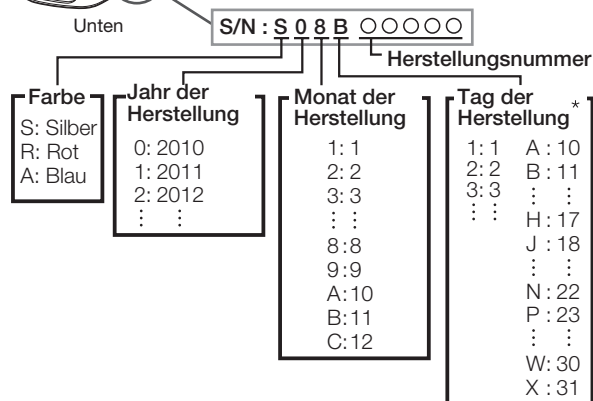 Unten
S/N : S 0 8 B ○○○○○
Herstellungsnummer
Farbe
S: Silber
R: Rot
A: Blau
Jahr der
Herstellung
0: 2010
1: 2011
2: 2012
⋮ ⋮
Monat der
Herstellung
1: 1
2: 2
3: 3
⋮ ⋮
8:8
9:9
A:10
B:11
C:12
Tag der
Herstellung *
1: 1
2: 2
3: 3
⋮ ⋮
A : 10
B : 11
⋮ ⋮
H : 17
J : 18
⋮ ⋮
N : 22
P : 23
⋮ ⋮
W: 30
X : 31